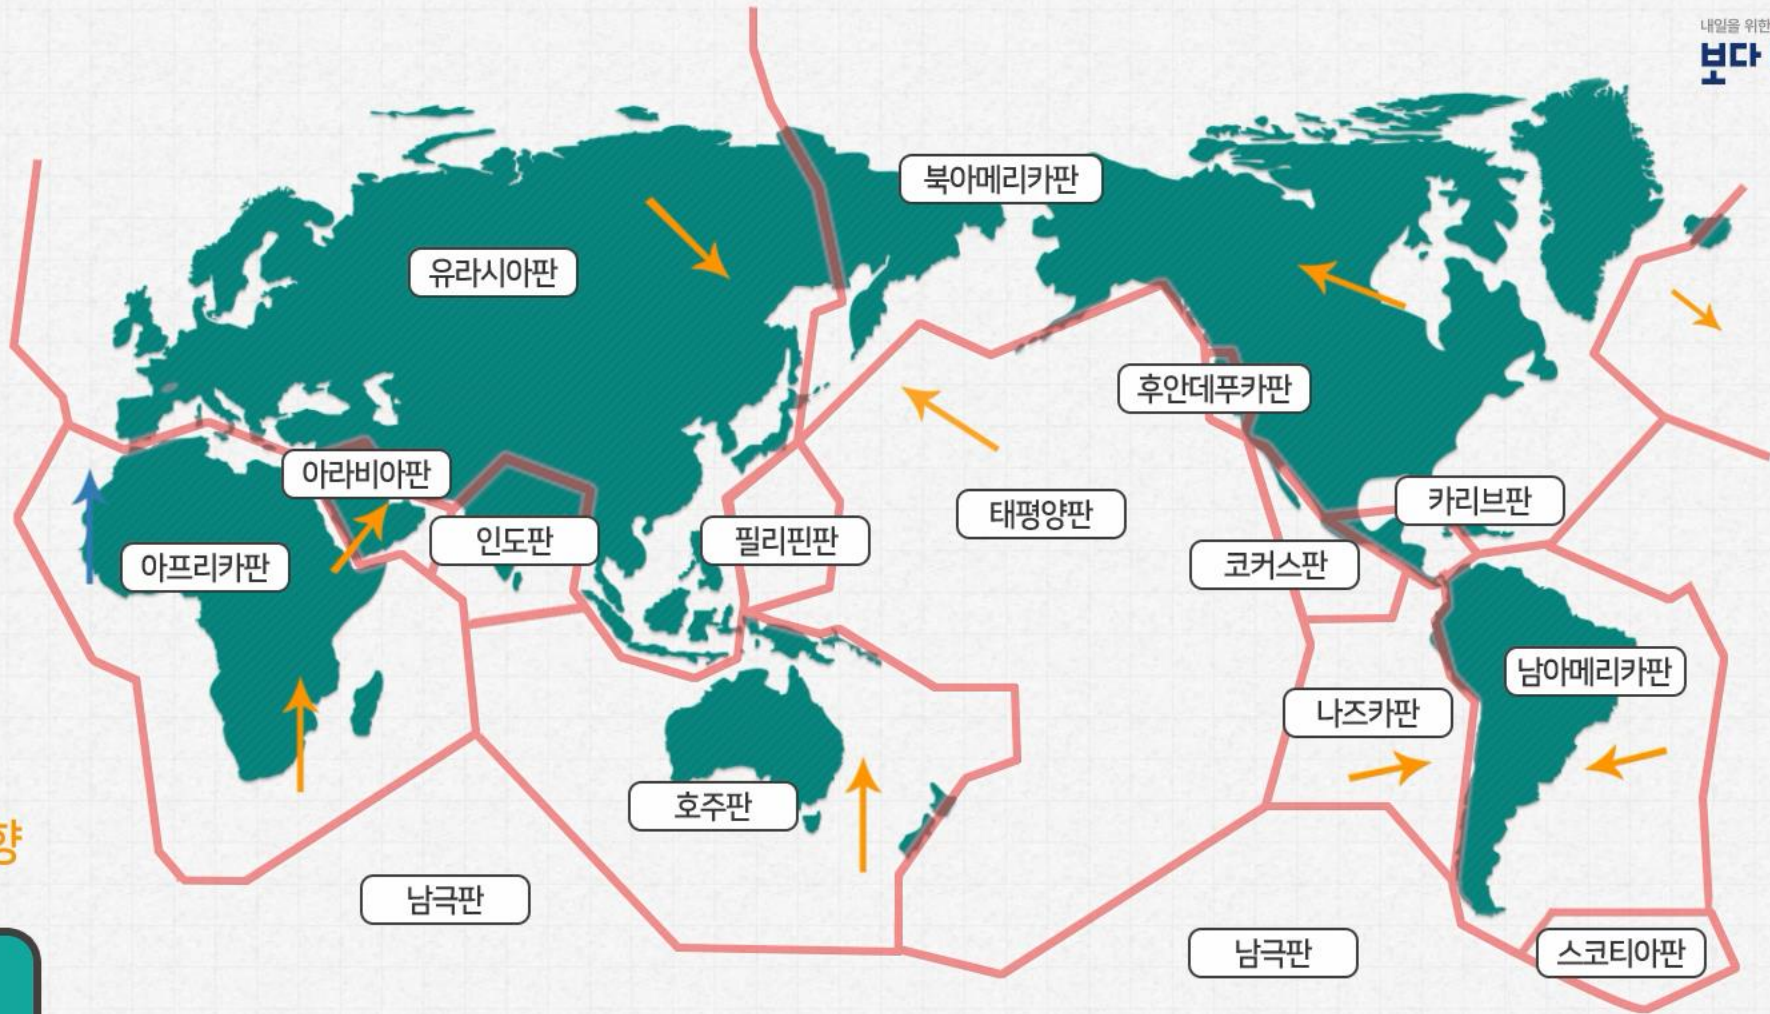 내일을 위한
보다
북아메리카판
유라시아판
후안데푸카판
아라비아판
카리브판
태평양판
인도판
필리핀판
아프리카판
코커스판
남아메리카판
나즈카판
호주판
향
남극판
남극판
스코티아판